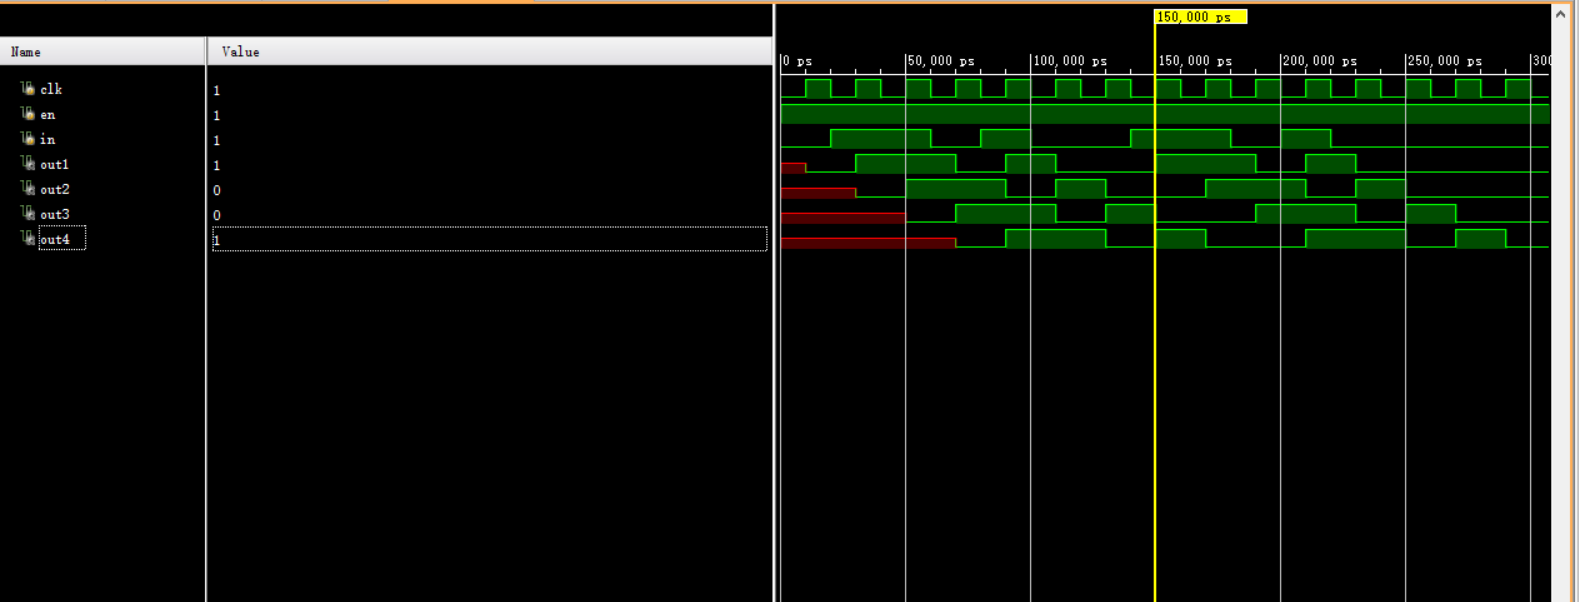 150,000 ps
Name Value
0 ps 50,000 ps 100,000 ps 150,000 ps 200,000 ps 250,000 ps 300
clk 1
en 1
in 1
out1 1
out2 0
out3 0
out4 1